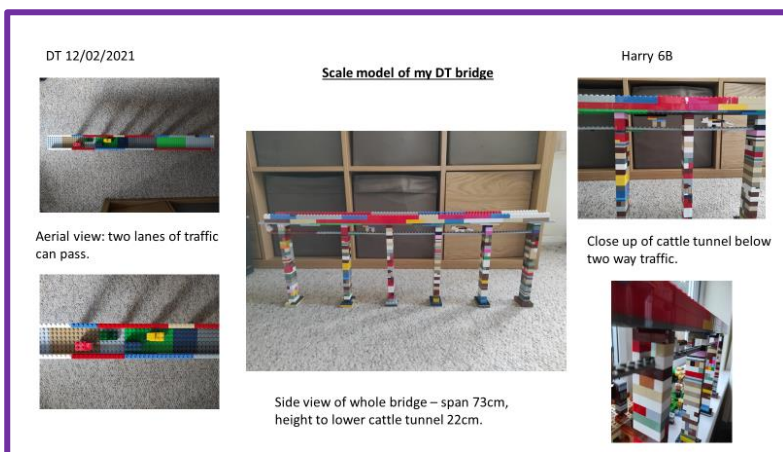 DT 12/02/2021
Harry 6B
Scale model of my DT bridge
Aerial view: two lanes of traffic
can pass.
Close up of cattle tunnel below
two way traffic.
Side view of whole bridge – span 73cm,
height to lower cattle tunnel 22cm.